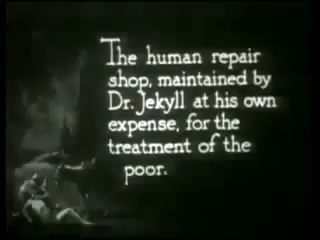 The human repair
shop, maintained by
Dr. Jekyll at his own
expense, for the
treatment of the
poor.